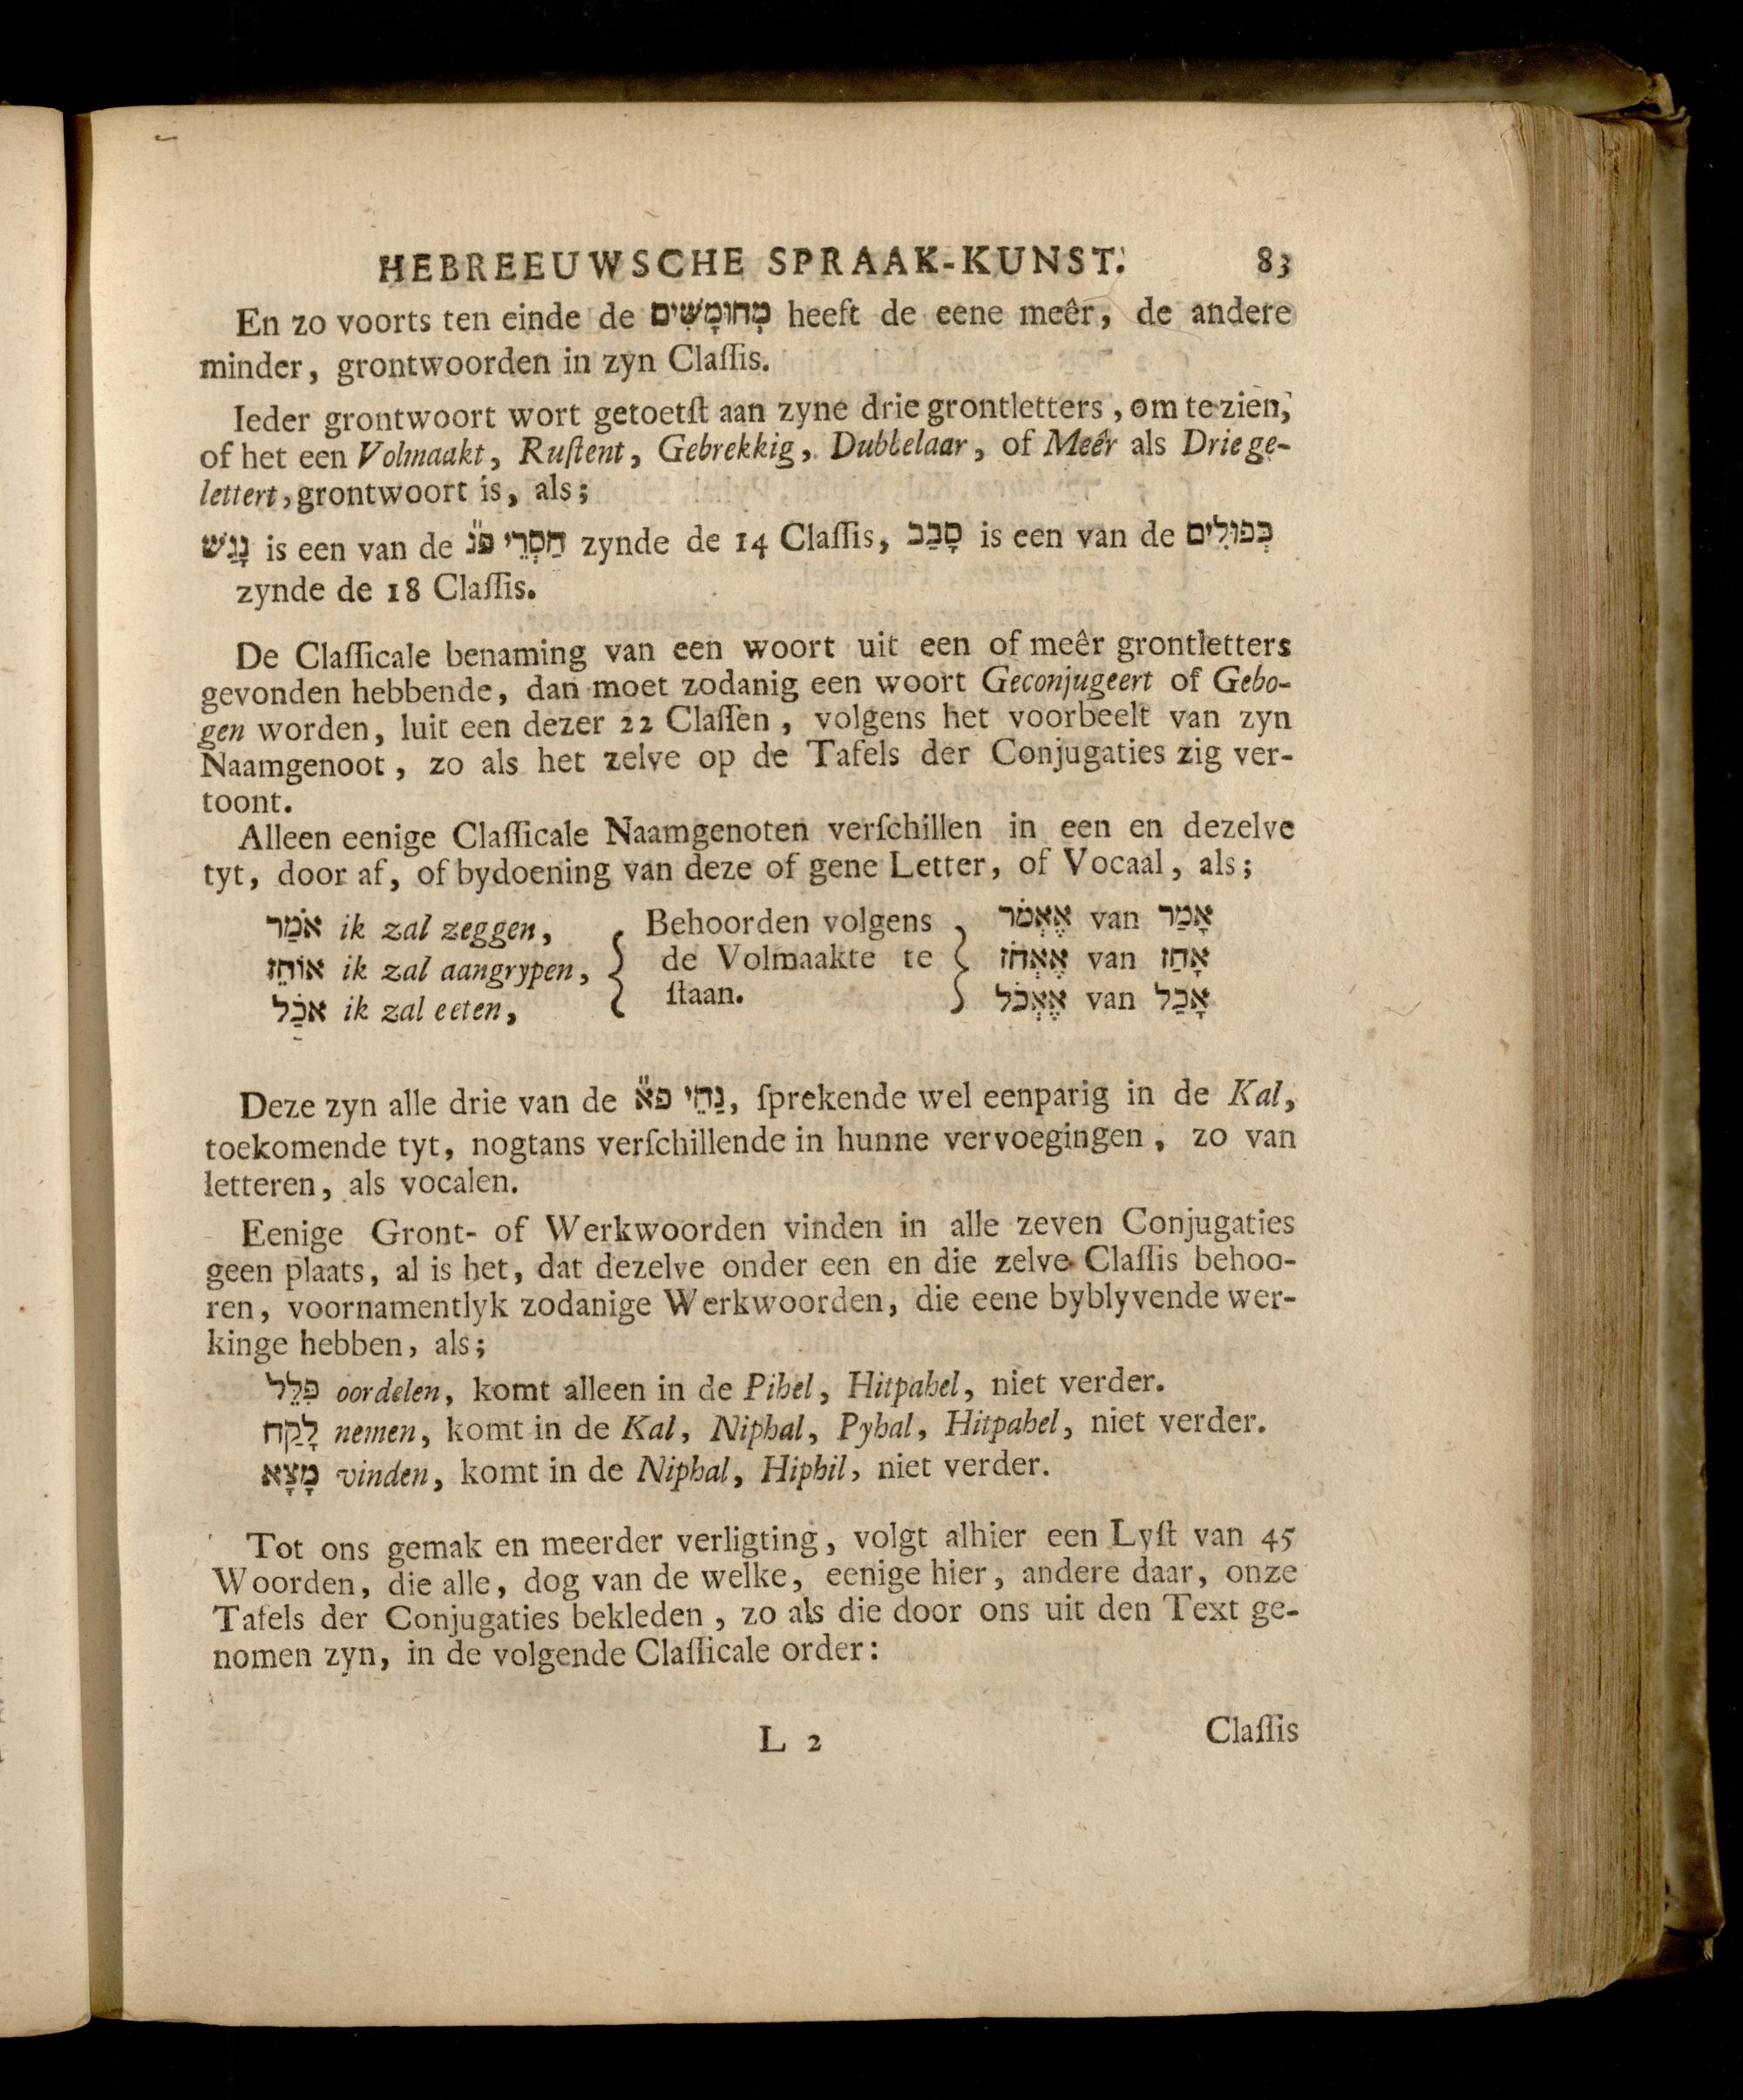 HEBREEUWSCHE SPRAAK-KUNST. 83
En zo voorts ten einde de מְחוּמָשִׁים heeft de eene meêr, de andere
minder, grontwoorden in zyn Claſſis.
Ieder grontwoort wort getoetſt aan zyne drie grontletters, om te zien,
of het een Volmaakt, Ruſtent, Gebrekkig, Dubbelaar, of Meêr als Driege-
lettert, grontwoort is, als;
נָגַשׁ is een van de חַסְרֵי פ״נ zynde de 14 Claſſis, סָבַב is een van de כְּפוּלִים
zynde de 18 Claſſis.
De Claſſicale benaming van een woort uit een of meêr grontletters
gevonden hebbende, dan moet zodanig een woort Geconjugeert of Gebo-
gen worden, luit een dezer 22 Claſſen, volgens het voorbeelt van zyn
Naamgenoot, zo als het zelve op de Tafels der Conjugaties zig ver-
toont.
Alleen eenige Claſſicale Naamgenoten verſchillen in een en dezelve
tyt, door af, of bydoening van deze of gene Letter, of Vocaal, als;
אֹמַר ik zal zeggen, { Behoorden volgens } אֶאְמֹר van אָמַר
אוֹחֵז ik zal aangrypen, { de Volmaakte te } אֶאְחֹז van אָחַז
אֹכַל ik zal eeten, { ſtaan. } אֶאְכֹל van אָכַל
Deze zyn alle drie van de נַחֵי פ״א, ſprekende wel eenparig in de Kal,
toekomende tyt, nogtans verſchillende in hunne vervoegingen, zo van
letteren, als vocalen.
Eenige Gront- of Werkwoorden vinden in alle zeven Conjugaties
geen plaats, al is het, dat dezelve onder een en die zelve Claſſis behoo-
ren, voornamentlyk zodanige Werkwoorden, die eene byblyvende wer-
kinge hebben, als;
פִּלֵּל oordelen, komt alleen in de Pihel, Hitpahel, niet verder.
לָקַח nemen, komt in de Kal, Niphal, Pyhal, Hitpahel, niet verder.
מָצָא vinden, komt in de Niphal, Hiphil, niet verder.
Tot ons gemak en meerder verligting, volgt alhier een Lyſt van 45
Woorden, die alle, dog van de welke, eenige hier, andere daar, onze
Tafels der Conjugaties bekleden, zo als die door ons uit den Text ge-
nomen zyn, in de volgende Claſſicale order:
L 2 Claſſis